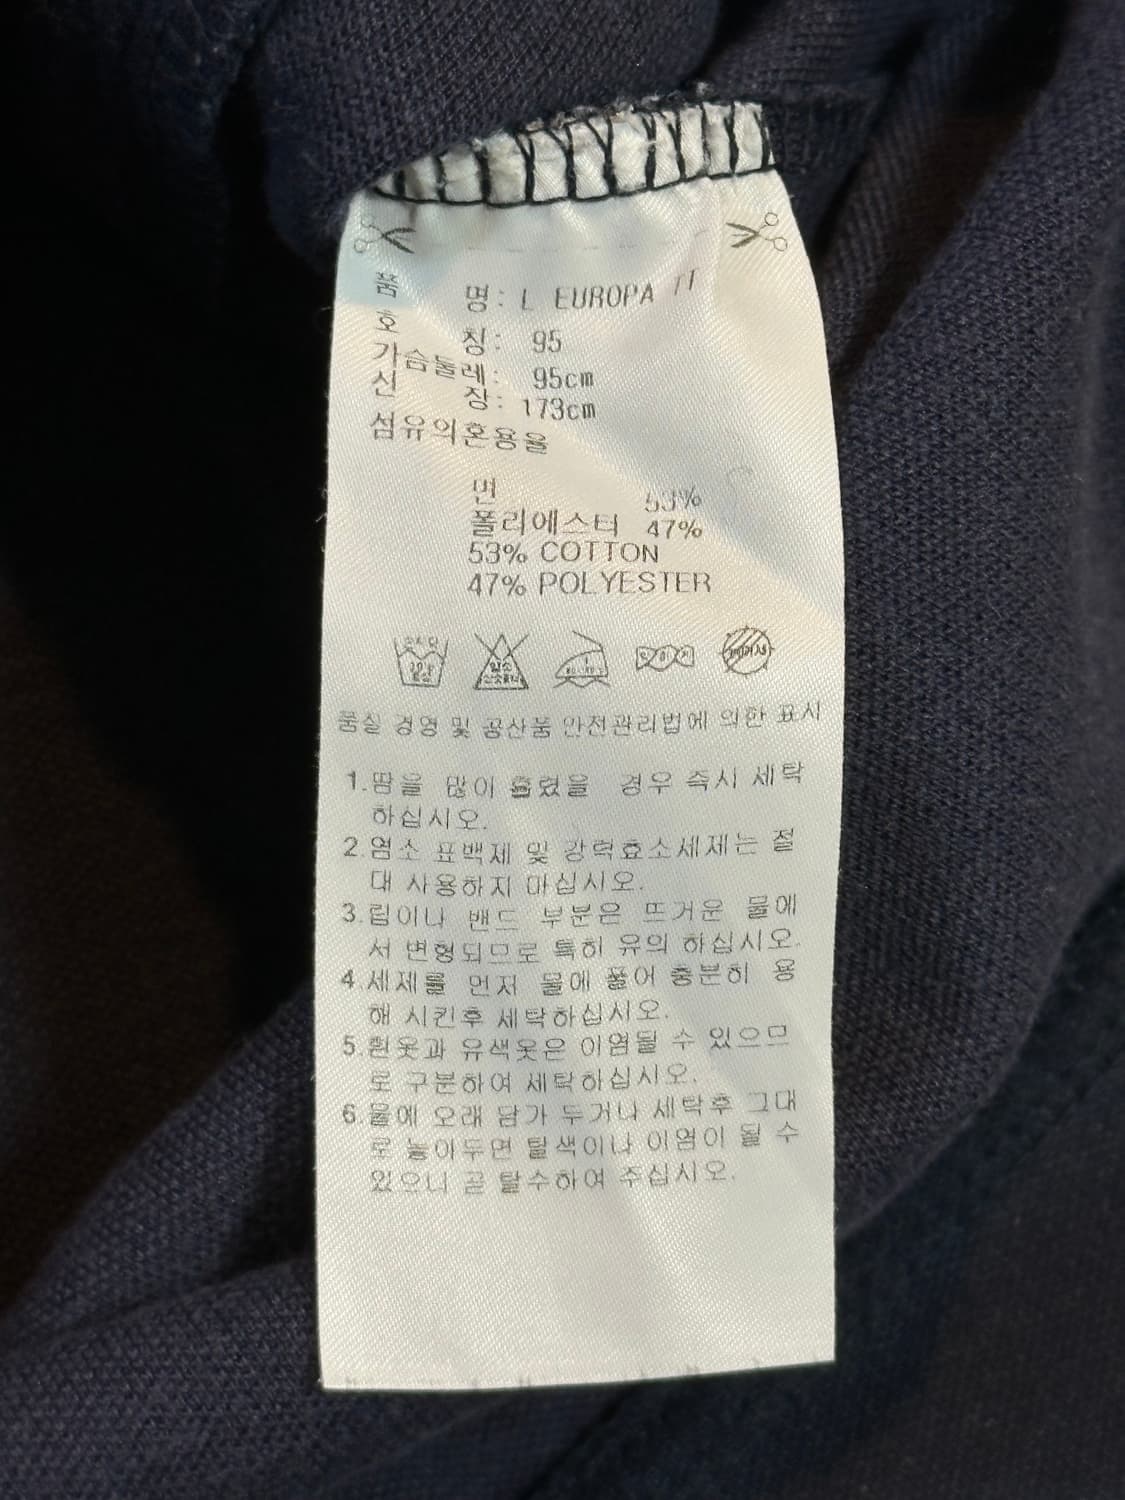 품 명: L EUROPA TT
호 칭: 95
가슴둘레: 95cm
신 장: 173cm
섬유의혼용율
면 53%
폴리에스터 47%
53% COTTON
47% POLYESTER
품질 경영 및 공산품 안전관리법에 의한 표시
1.땀을 많이 흘렸을 경우 즉시 세탁
하십시오.
2.염소 표백제 및 강력효소세제는 절
대 사용하지 마십시오.
3.립이나 밴드 부분은 뜨거운 물에
서 변형되므로 특히 유의 하십시오.
4.세제를 먼저 물에 풀어 충분히 용
해 시킨후 세탁하십시오.
5.흰옷과 유색옷은 이염될 수 있으므
로 구분하여 세탁하십시오.
6.물에 오래 담가 두거나 세탁후 그대
로 놓아두면 탈색이나 이염이 될 수
있으니 곧 탈수하여 주십시오.